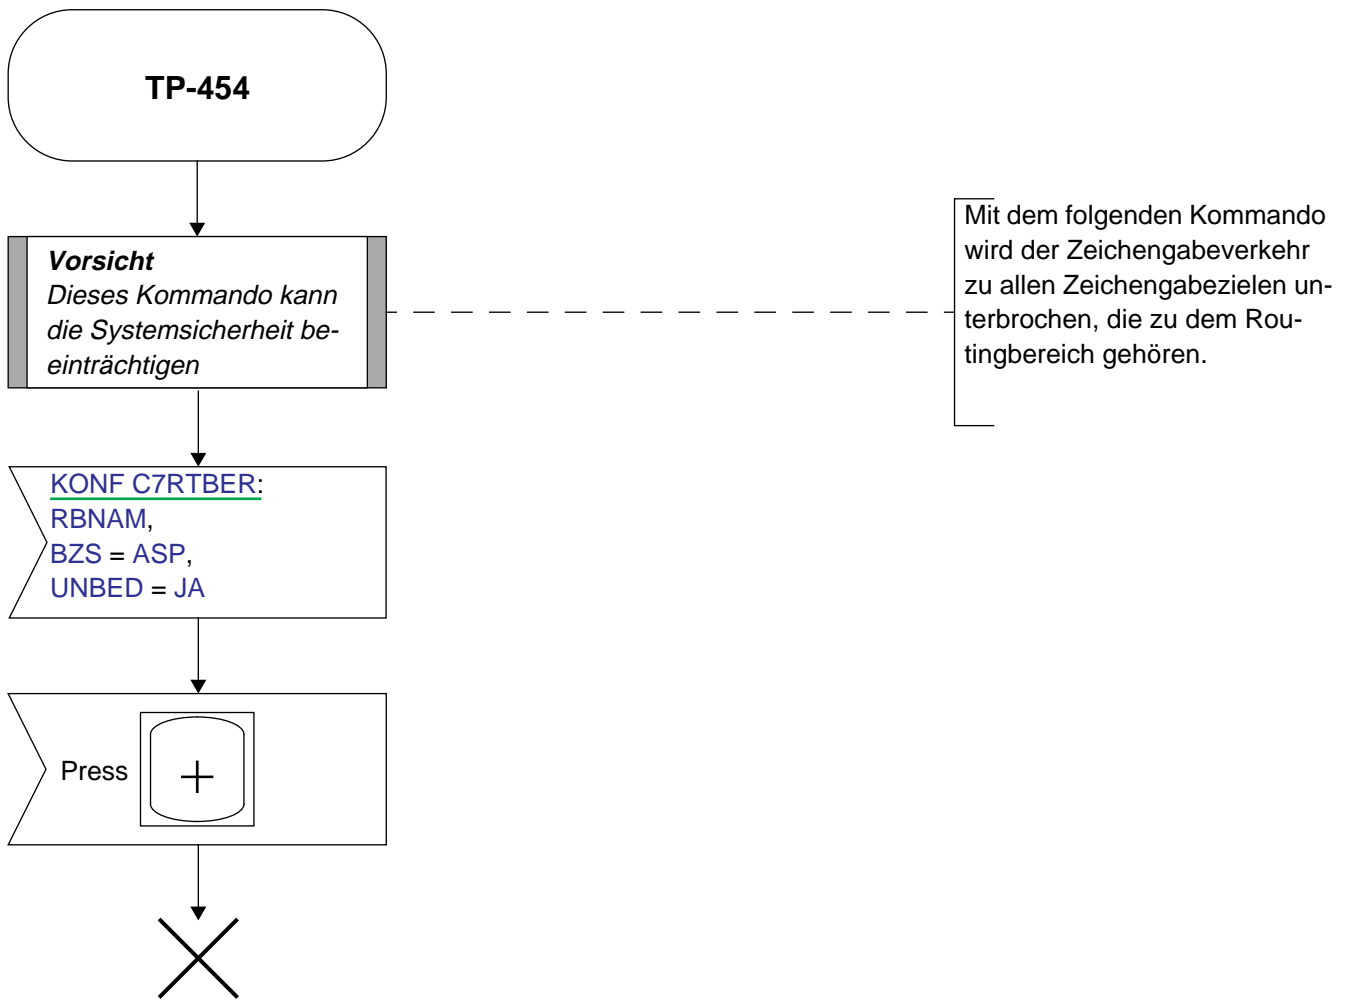 TP-454
Vorsicht
Dieses Kommando kann
die Systemsicherheit be-
einträchtigen
Mit dem folgenden Kommando
wird der Zeichengabeverkehr
zu allen Zeichengabezielen un-
terbrochen, die zu dem Rou-
tingbereich gehören.
KONF C7RTBER:
RBNAM,
BZS = ASP,
UNBED = JA
Press +